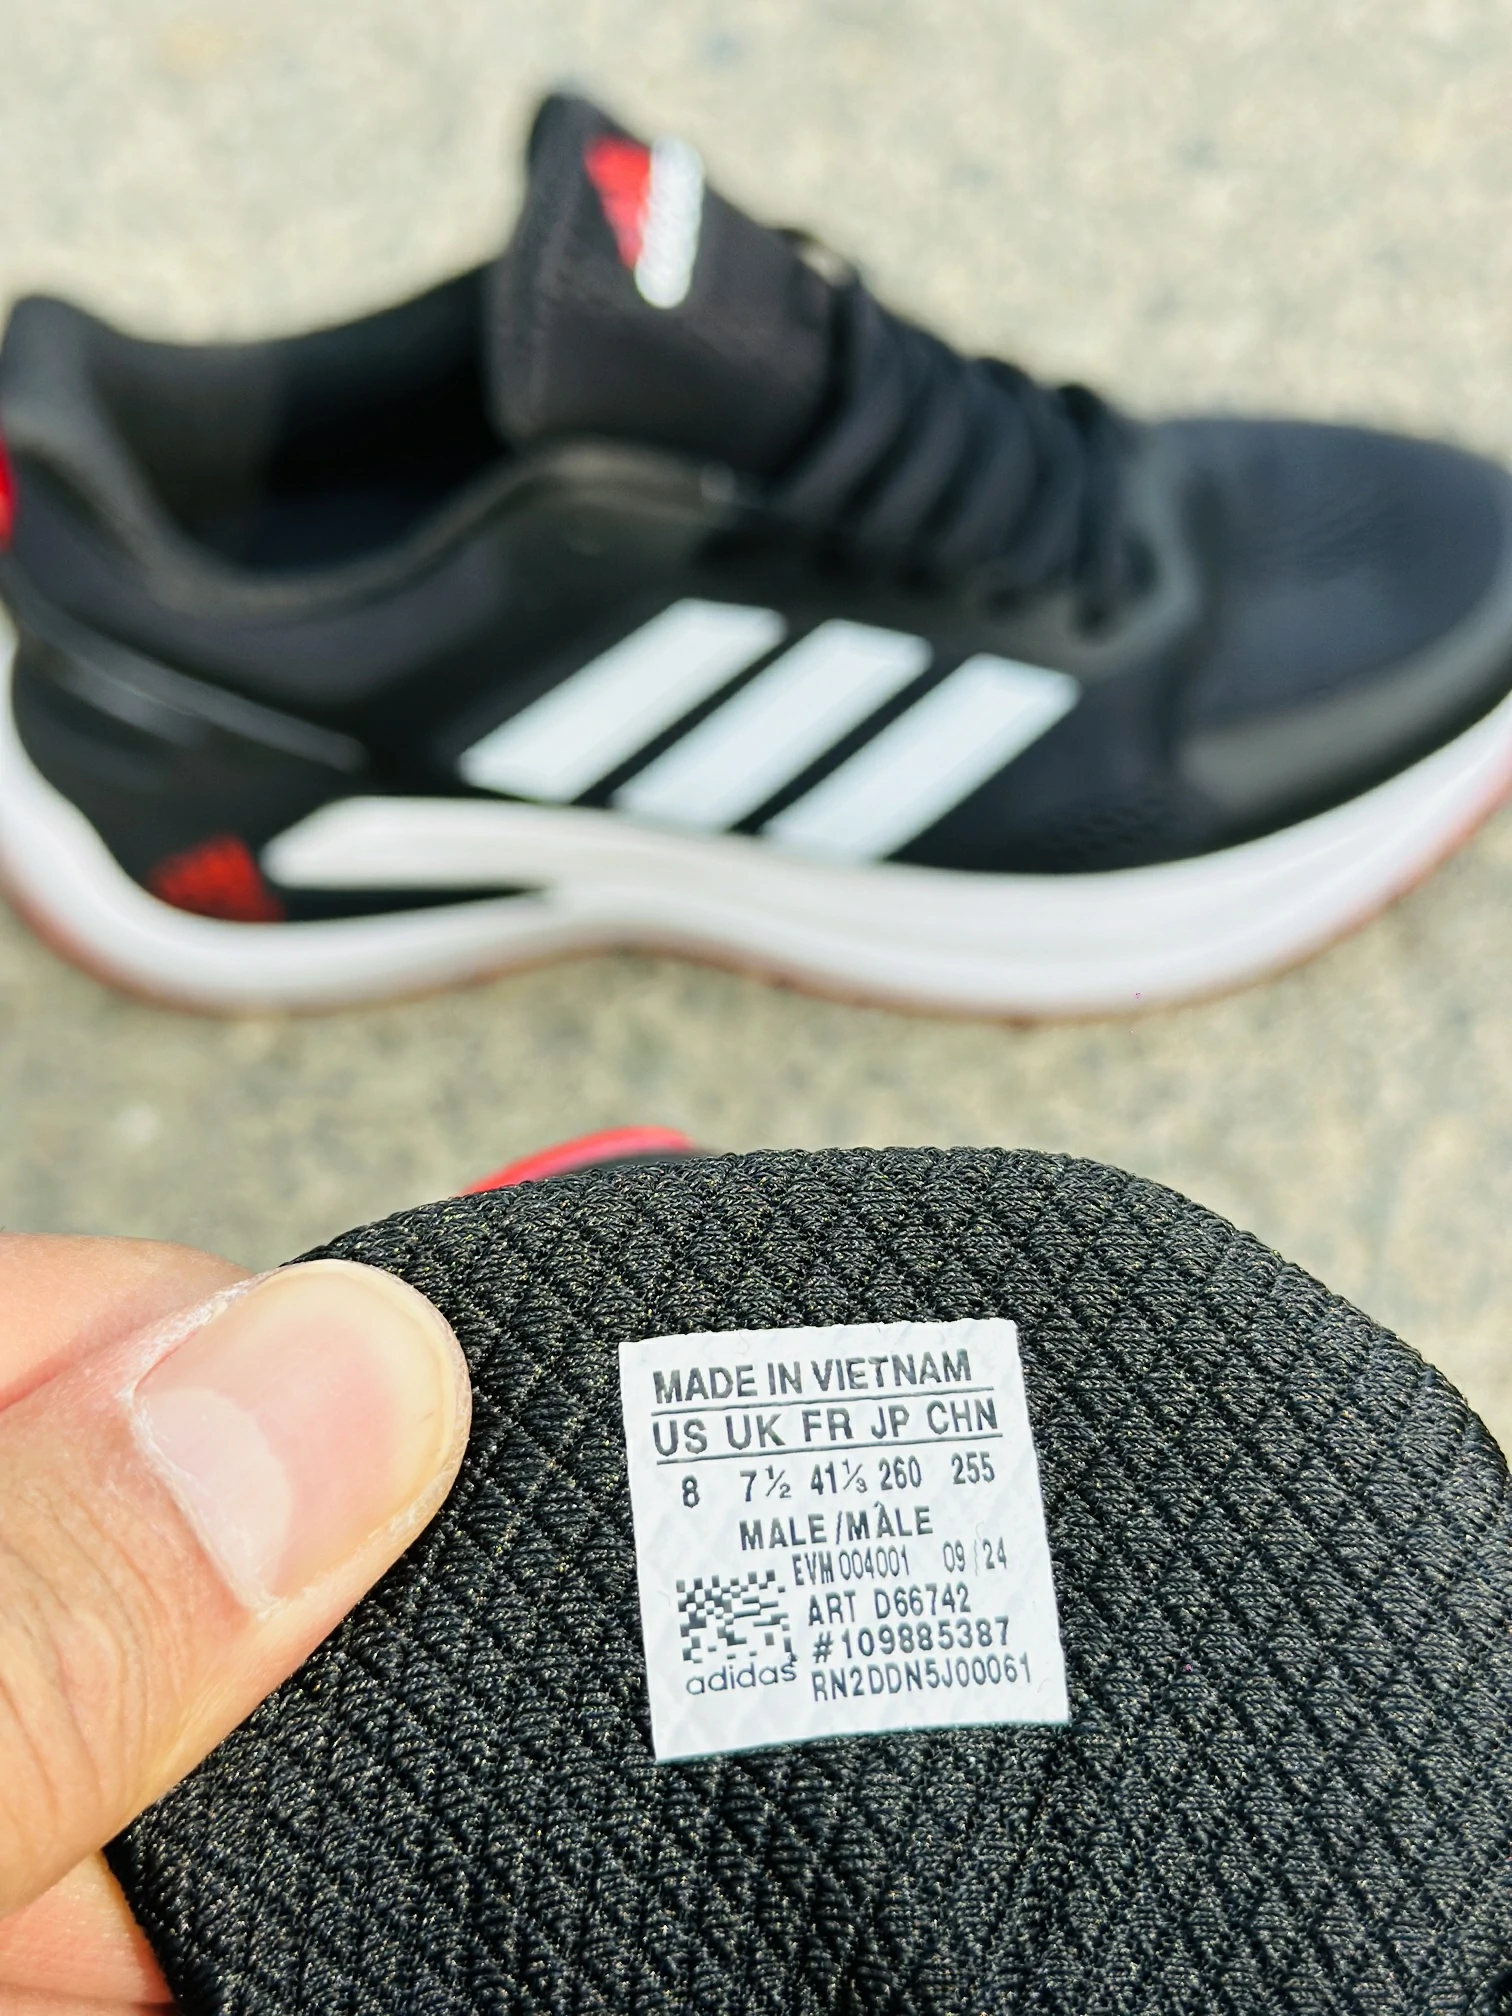 MADE IN VIETNAM
US UK FR JP CHN
8 7½ 41⅓ 260 255
MALE/MÂLE
EVM 004001 09/24
ART D66742
#109885387
adidas RN2DDN5J00061